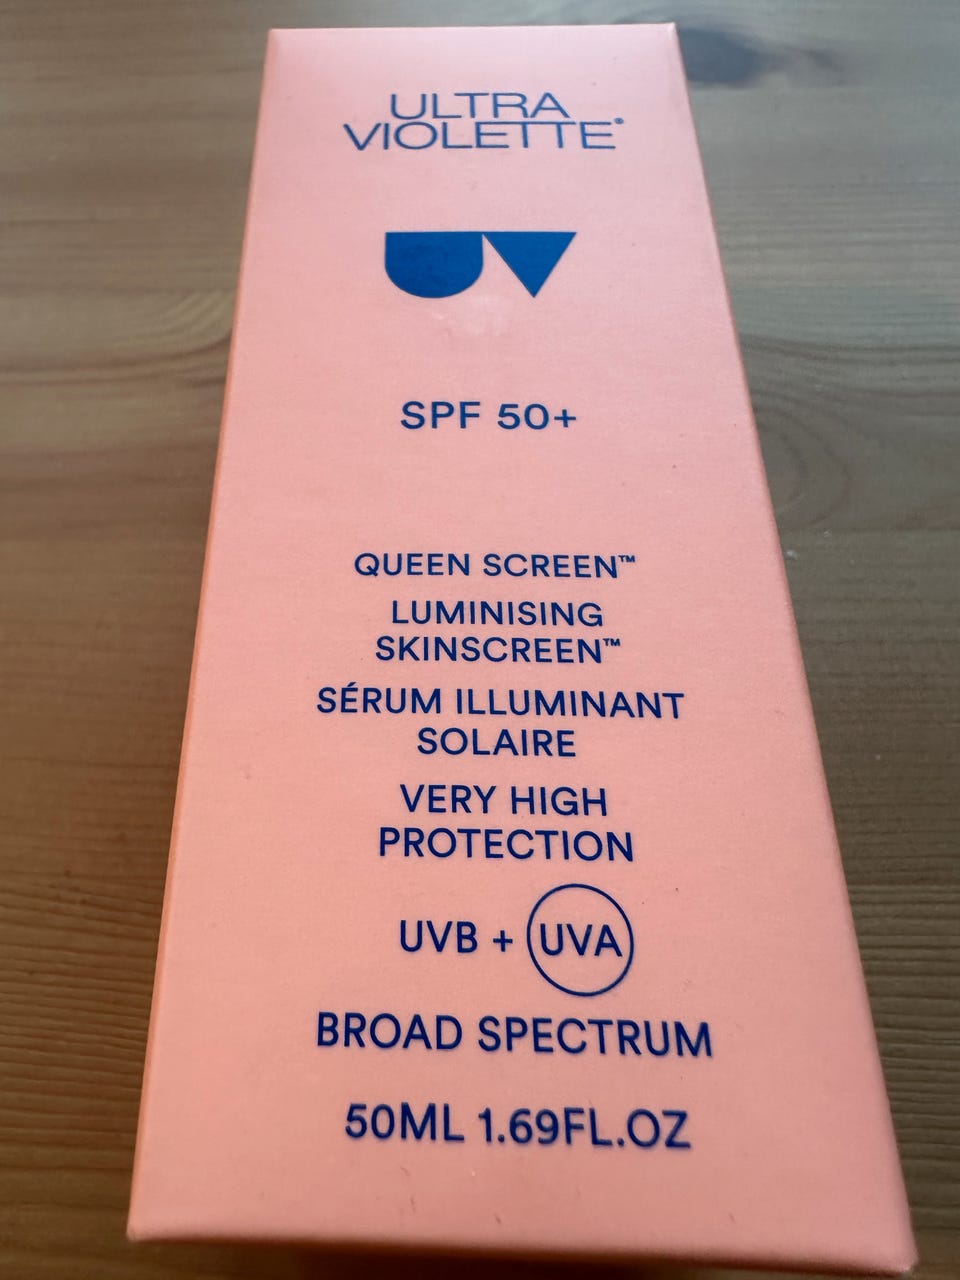 ULTRA
VIOLETTE®
UV
SPF 50+
QUEEN SCREEN™
LUMINISING
SKINSCREEN™
SÉRUM ILLUMINANT
SOLAIRE
VERY HIGH
PROTECTION
UVB + UVA
BROAD SPECTRUM
50ML 1.69FL.OZ